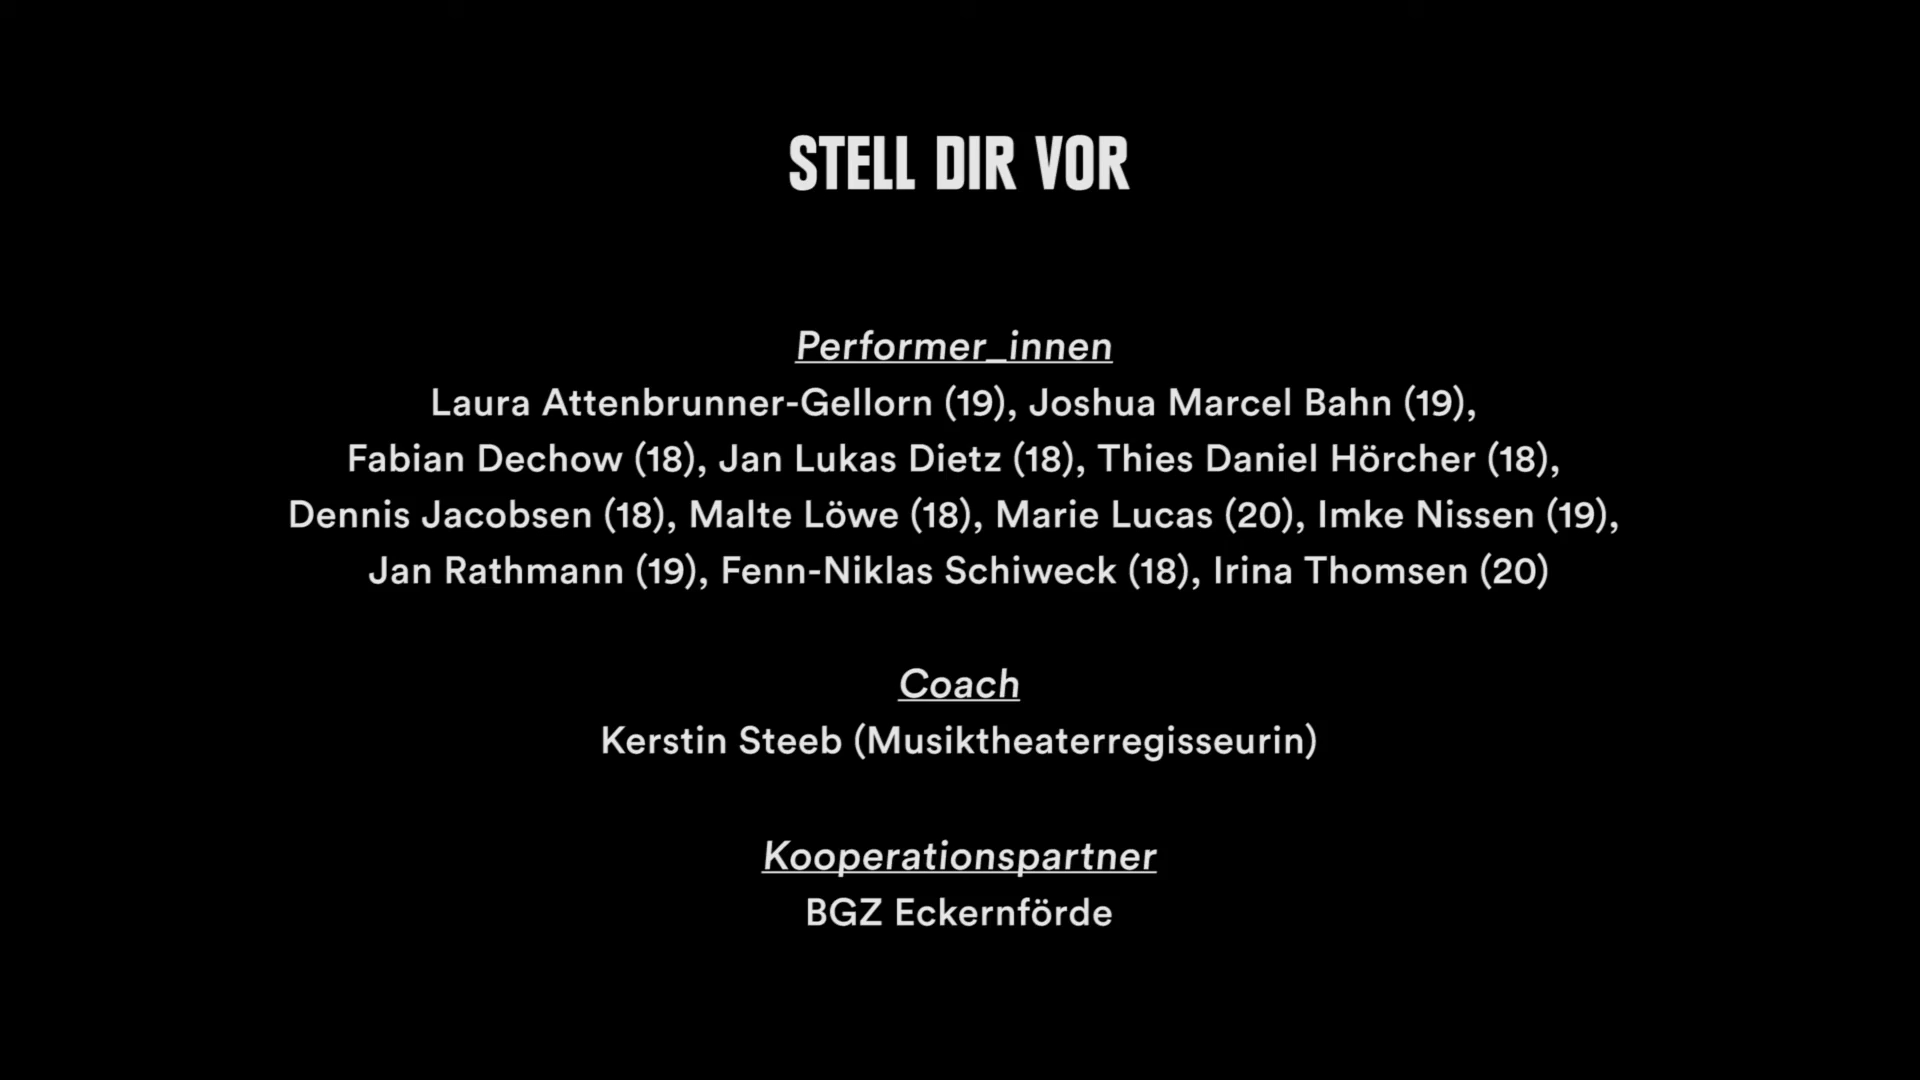 STELL DIR VOR
Performer_innen
Laura Attenbrunner-Gellorn (19), Joshua Marcel Bahn (19),
Fabian Dechow (18), Jan Lukas Dietz (18), Thies Daniel Hörcher (18),
Dennis Jacobsen (18), Malte Löwe (18), Marie Lucas (20), Imke Nissen (19),
Jan Rathmann (19), Fenn-Niklas Schiweck (18), Irina Thomsen (20)
Coach
Kerstin Steeb (Musiktheaterregisseurin)
Kooperationspartner
BGZ Eckernförde